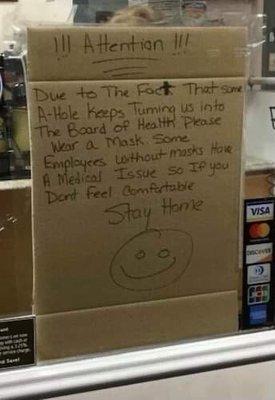 !!! Attention !!!
Due to The Fact That some
A-Hole Keeps Turning us into
The Board of Health Please
Wear a Mask. Some
Employees without masks Have
A Medical Issue So If you
Dont feel Comfortable
Stay Home
VISA
DISCOVER